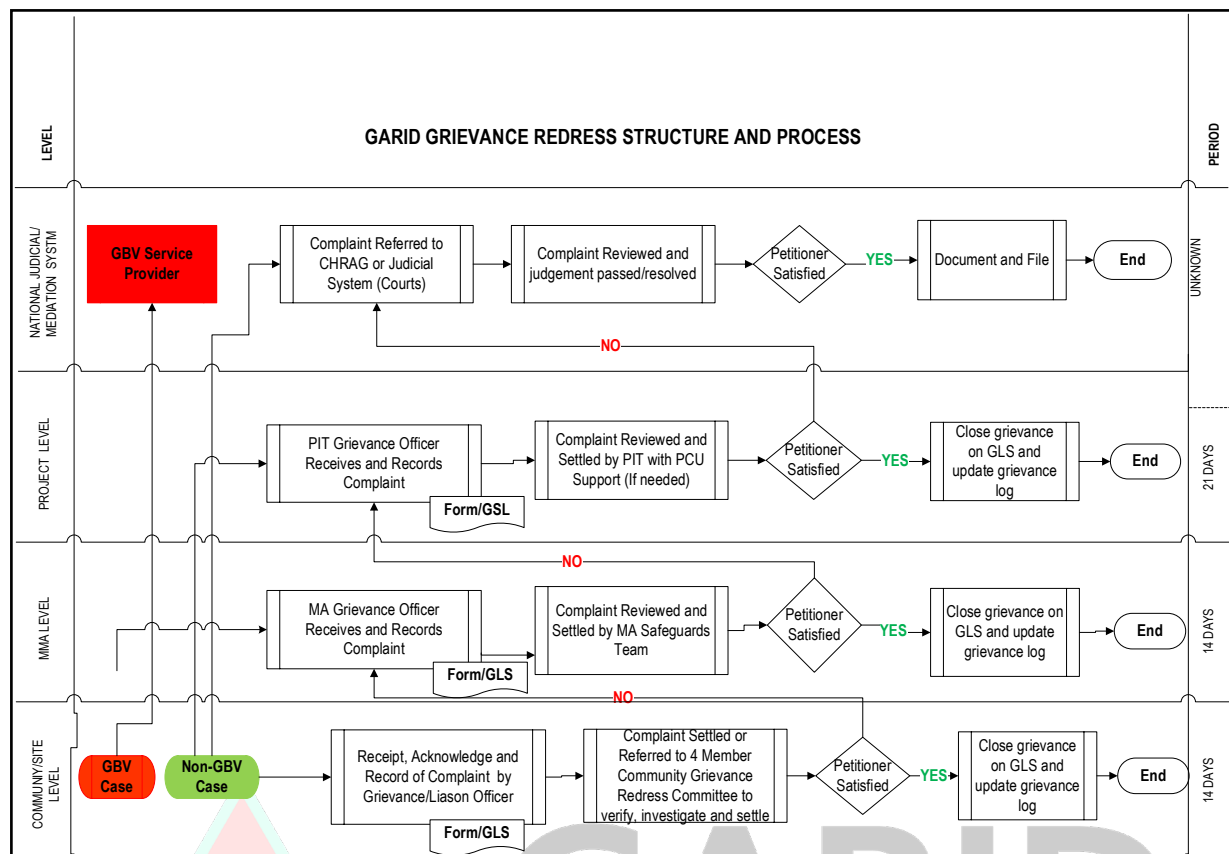 LEVEL
GARID GRIEVANCE REDRESS STRUCTURE AND PROCESS
PERIOD
NATIONAL JUDICIAL/
MEDIATION SYSTM
GBV Service
Provider
Complaint Referred to
CHRAG or Judicial
System (Courts)
Complaint Reviewed and
judgement passed/resolved
Petitioner
Satisfied
YES
Document and File
End
UNKNOWN
NO
PROJECT LEVEL
PIT Grievance Officer
Receives and Records
Complaint
Form/GSL
Complaint Reviewed and
Settled by PIT with PCU
Support (If needed)
Petitioner
Satisfied
YES
Close grievance
on GLS and
update grievance
log
End
21 DAYS
NO
MMA LEVEL
MA Grievance Officer
Receives and Records
Complaint
Form/GLS
Complaint Reviewed and
Settled by MA Safeguards
Team
Petitioner
Satisfied
YES
Close grievance on
GLS and update
grievance log
End
14 DAYS
NO
COMMUNIY/SITE
LEVEL
GBV
Case
Non-GBV
Case
Receipt, Acknowledge and
Record of Complaint by
Grievance/Liason Officer
Form/GLS
Complaint Settled or
Referred to 4 Member
Community Grievance
Redress Committee to
verify, investigate and settle
Petitioner
Satisfied
YES
Close grievance
on GLS and
update grievance
log
End
14 DAYS
GARID